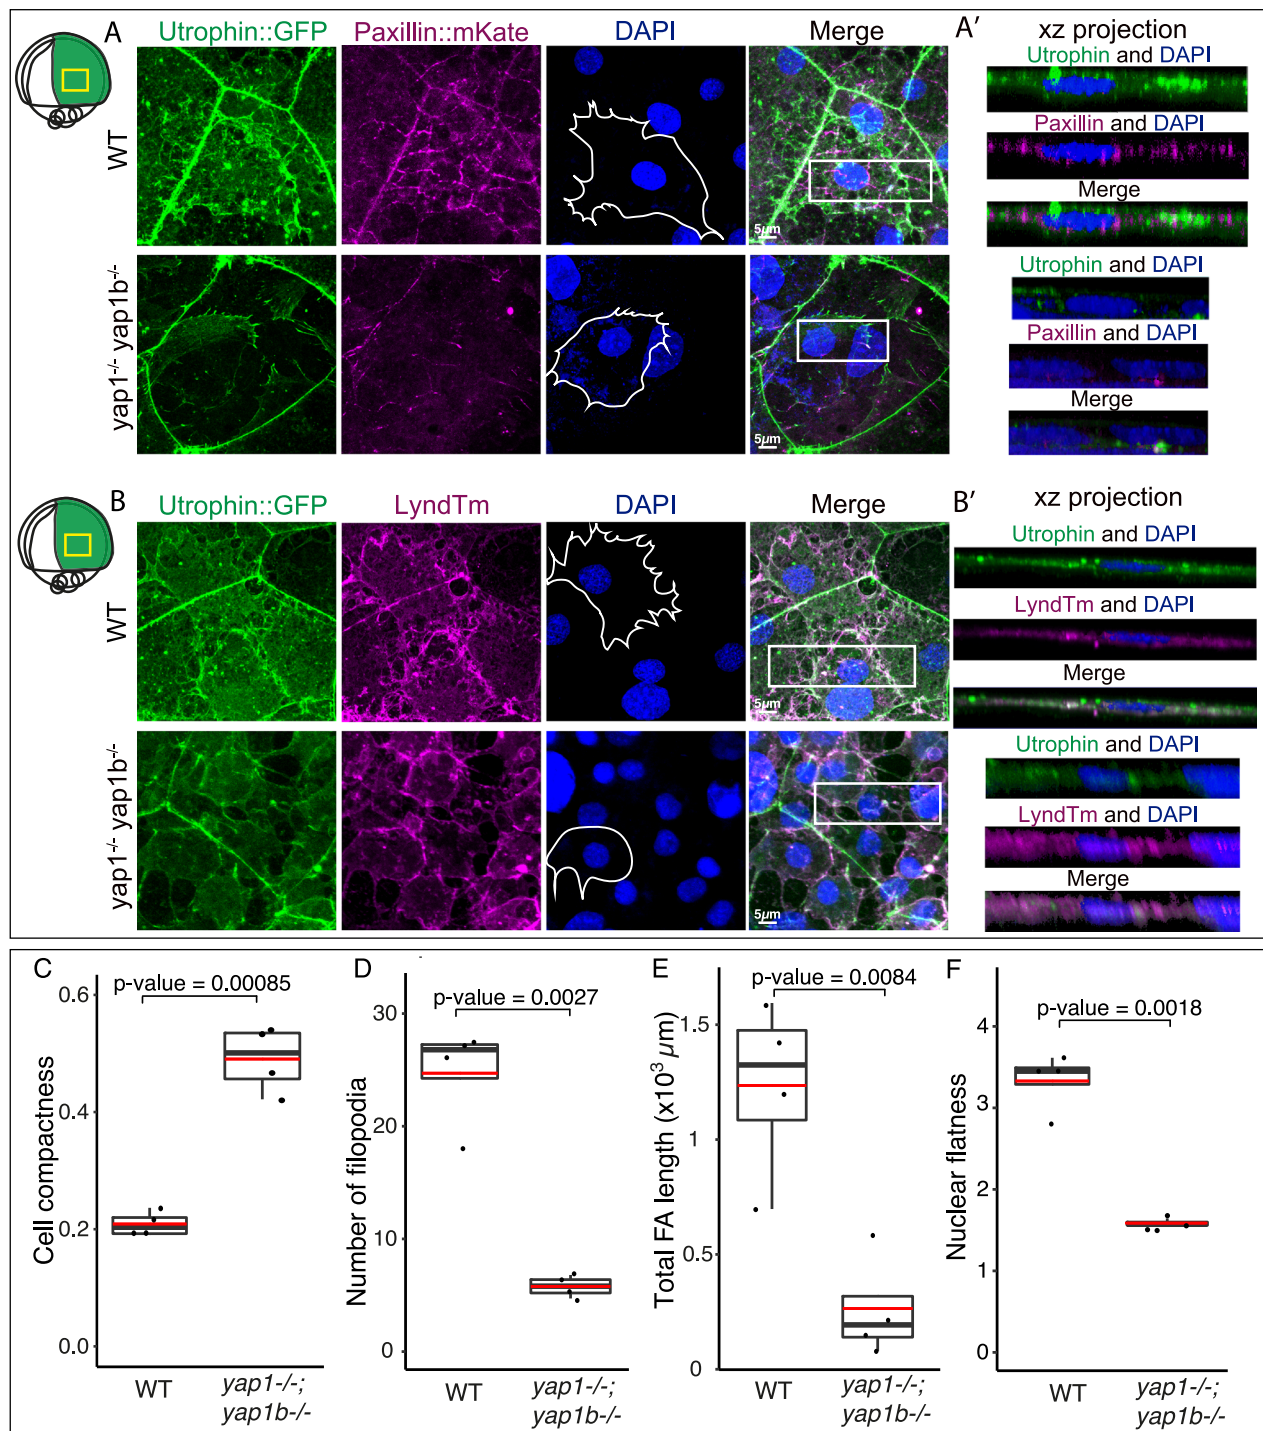 A
Utrophin::GFP Paxillin::mKate DAPI Merge
WT
5µm
yap1-/- yap1b-/-
5µm
A'
xz projection
Utrophin and DAPI
Paxillin and DAPI
Merge
Utrophin and DAPI
Paxillin and DAPI
Merge
B
Utrophin::GFP LyndTm DAPI Merge
WT
5µm
yap1-/- yap1b-/-
5µm
B'
xz projection
Utrophin and DAPI
LyndTm and DAPI
Merge
Utrophin and DAPI
LyndTm and DAPI
Merge
C
p-value = 0.00085
Cell compactness
0.6
0.4
0.2
0.0
WT
yap1-/-;
yap1b-/-
D
p-value = 0.0027
Number of filopodia
30
20
10
0
WT
yap1-/-;
yap1b-/-
E
p-value = 0.0084
Total FA length (x10³ µm)
1.5
1
0.5
0
WT
yap1-/-;
yap1b-/-
F
p-value = 0.0018
Nuclear flatness
4
3
2
1
0
WT
yap1-/-;
yap1b-/-